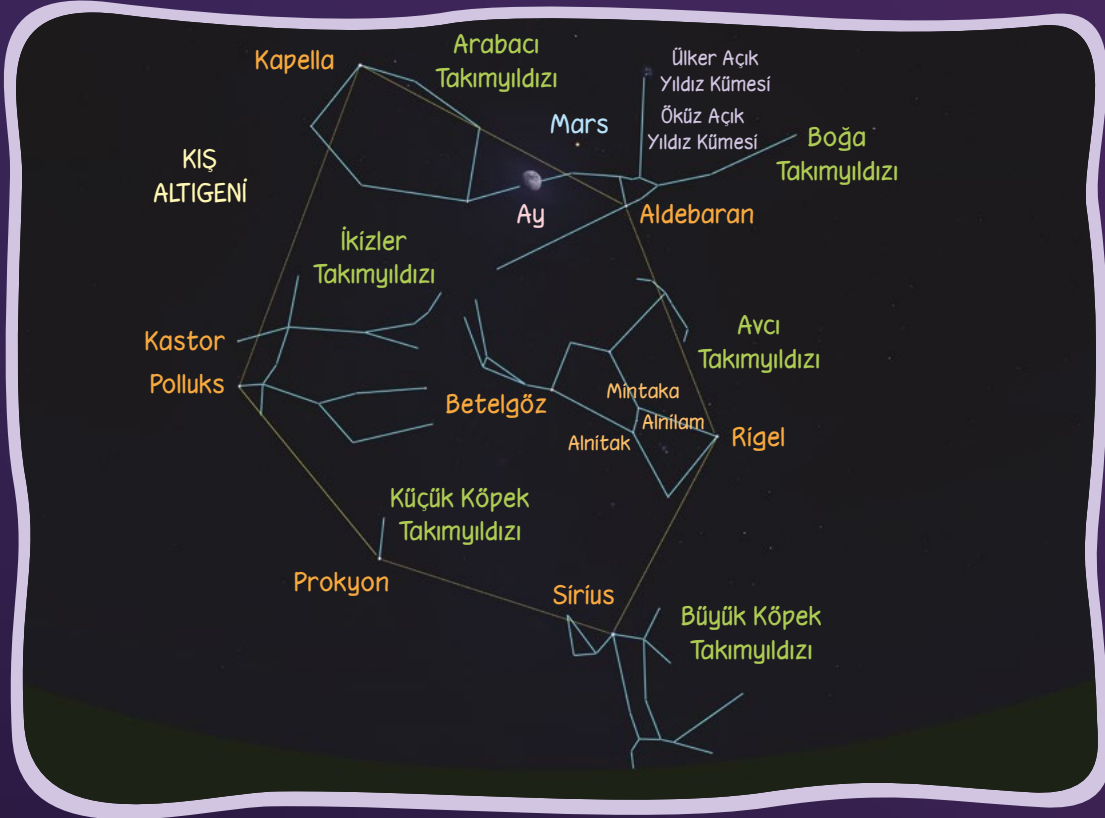 Kapella
Arabacı
Takımyıldızı
Ülker Açık
Yıldız Kümesi
Öküz Açık
Yıldız Kümesi
Mars
Boğa
Takımyıldızı
KIŞ
ALTIGENİ
Ay
Aldebaran
İkizler
Takımyıldızı
Kastor
Polluks
Avcı
Takımyıldızı
Betelgöz
Mintaka
Alnilam
Alnitak
Rigel
Küçük Köpek
Takımyıldızı
Prokyon
Sirius
Büyük Köpek
Takımyıldızı